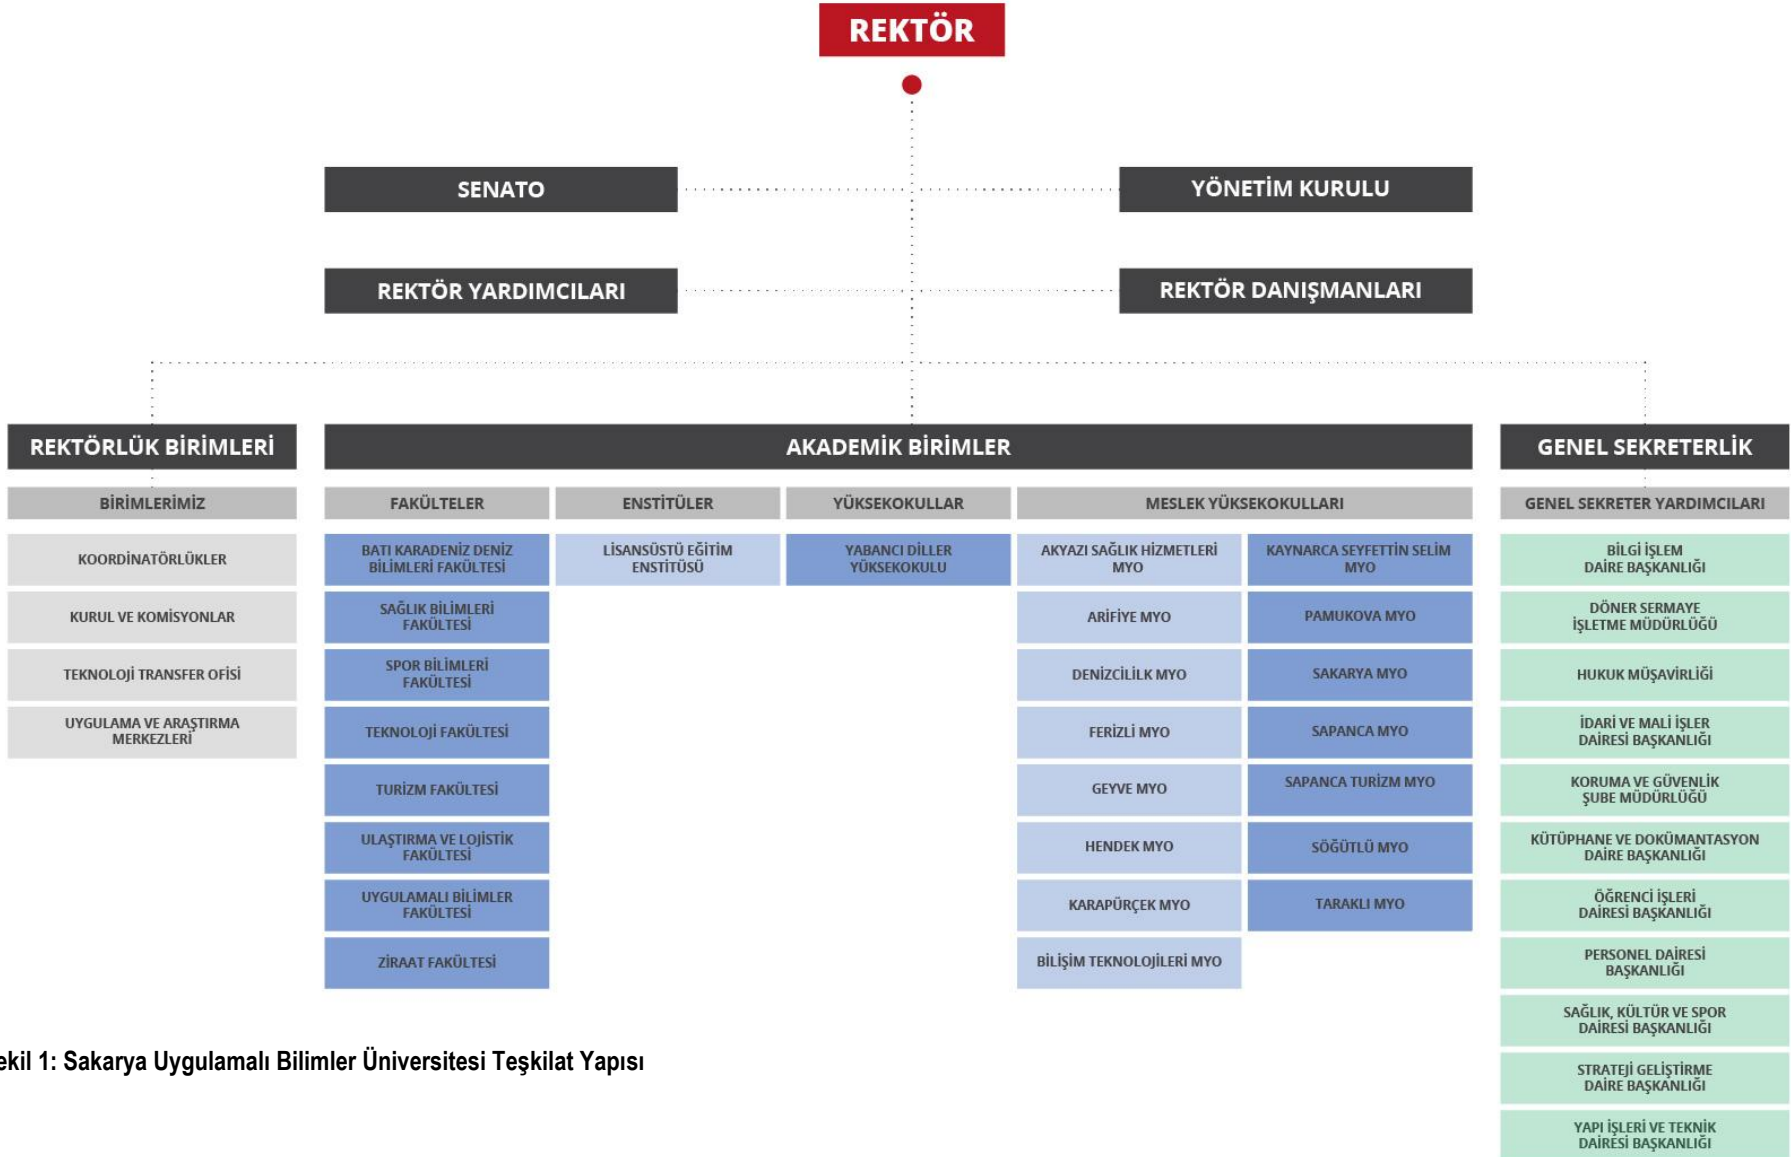 REKTÖR
SENATO
YÖNETİM KURULU
REKTÖR YARDIMCILARI
REKTÖR DANIŞMANLARI
REKTÖRLÜK BİRİMLERİ
BİRİMLERİMİZ
KOORDİNATÖRLÜKLER
KURUL VE KOMİSYONLAR
TEKNOLOJİ TRANSFER OFİSİ
UYGULAMA VE ARAŞTIRMA
MERKEZLERİ
AKADEMİK BİRİMLER
FAKÜLTELER
BATI KARADENİZ DENİZ
BİLİMLERİ FAKÜLTESİ
SAĞLIK BİLİMLERİ
FAKÜLTESİ
SPOR BİLİMLERİ
FAKÜLTESİ
TEKNOLOJİ FAKÜLTESİ
TURİZM FAKÜLTESİ
ULAŞTIRMA VE LOJİSTİK
FAKÜLTESİ
UYGULAMALI BİLİMLER
FAKÜLTESİ
ZİRAAT FAKÜLTESİ
ENSTİTÜLER
LİSANSÜSTÜ EĞİTİM
ENSTİTÜSÜ
YÜKSEKOKULLAR
YABANCI DİLLER
YÜKSEKOKULU
MESLEK YÜKSEKOKULLARI
AKYAZI SAĞLIK HİZMETLERİ
MYO
ARİFİYE MYO
DENİZCİLİLK MYO
FERİZLİ MYO
GEYVE MYO
HENDEK MYO
KARAPÜRÇEK MYO
BİLİŞİM TEKNOLOJİLERİ MYO
KAYNARCA SEYFETTİN SELİM
MYO
PAMUKOVA MYO
SAKARYA MYO
SAPANCA MYO
SAPANCA TURİZM MYO
SÖĞÜTLÜ MYO
TARAKLI MYO
GENEL SEKRETERLİK
GENEL SEKRETER YARDIMCILARI
BİLGİ İŞLEM
DAİRE BAŞKANLIĞI
DÖNER SERMAYE
İŞLETME MÜDÜRLÜĞÜ
HUKUK MÜŞAVİRLİĞİ
İDARİ VE MALİ İŞLER
DAİRESİ BAŞKANLIĞI
KORUMA VE GÜVENLİK
ŞUBE MÜDÜRLÜĞÜ
KÜTÜPHANE VE DOKÜMANTASYON
DAİRE BAŞKANLIĞI
ÖĞRENCİ İŞLERİ
DAİRESİ BAŞKANLIĞI
PERSONEL DAİRESİ
BAŞKANLIĞI
SAĞLIK, KÜLTÜR VE SPOR
DAİRESİ BAŞKANLIĞI
STRATEJİ GELİŞTİRME
DAİRE BAŞKANLIĞI
YAPI İŞLERİ VE TEKNİK
DAİRESİ BAŞKANLIĞI
ekil 1: Sakarya Uygulamalı Bilimler Üniversitesi Teşkilat Yapısı